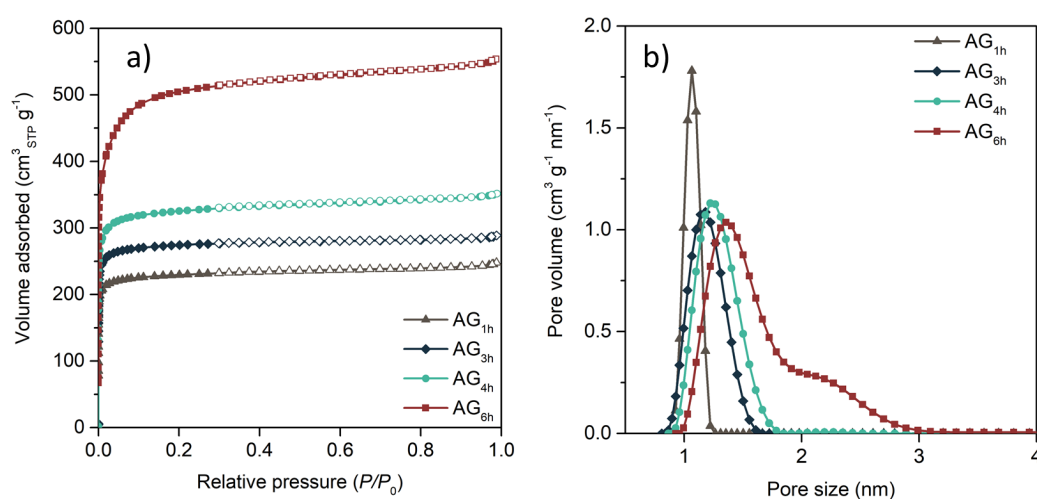 a)
Volume adsorbed (cm³STP g⁻¹)
600
500
400
300
200
100
0
0.0 0.2 0.4 0.6 0.8 1.0
Relative pressure (P/P₀)
AG1h
AG3h
AG4h
AG6h
b)
Pore volume (cm³ g⁻¹ nm⁻¹)
2.0
1.5
1.0
0.5
0.0
1 2 3 4
Pore size (nm)
AG1h
AG3h
AG4h
AG6h